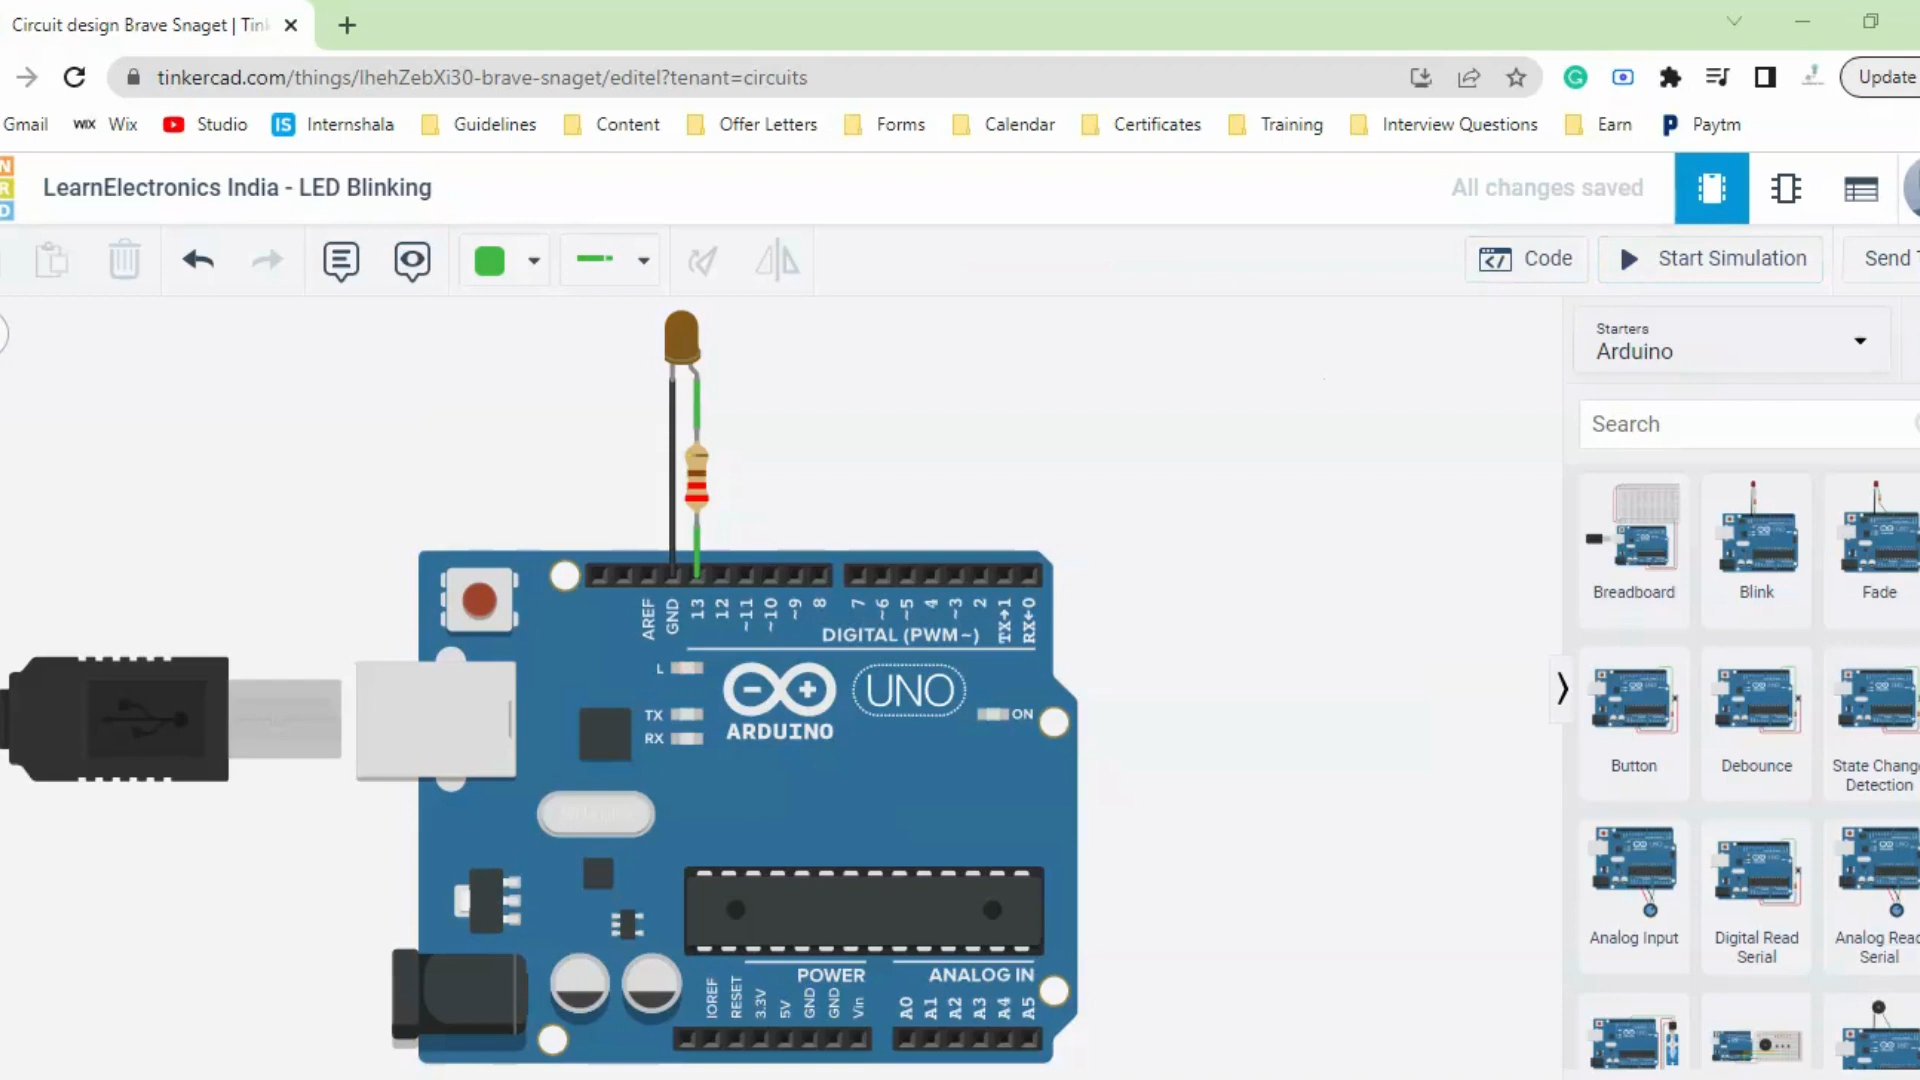 Circuit design Brave Snaget | Tin
tinkercad.com/things/lhehZebXi30-brave-snaget/editel?tenant=circuits
Update
Gmail
WIX Wix
Studio
IS Internshala
Guidelines
Content
Offer Letters
Forms
Calendar
Certificates
Training
Interview Questions
Earn
Paytm
N
R
D
LearnElectronics India - LED Blinking
All changes saved
Code
Start Simulation
Send
Starters
Arduino
Search
Breadboard
Blink
Fade
Button
Debounce
State Chang
Detection
Analog Input
Digital Read
Serial
Analog Rea
Serial
AREF
GND
13
12
~11
~10
~9
8
7
~6
~5
4
~3
2
TX→1
RX←0
DIGITAL (PWM~)
L
TX
RX
ARDUINO
UNO
ON
POWER
ANALOG IN
IOREF
RESET
3.3V
5V
GND
GND
Vin
A0
A1
A2
A3
A4
A5